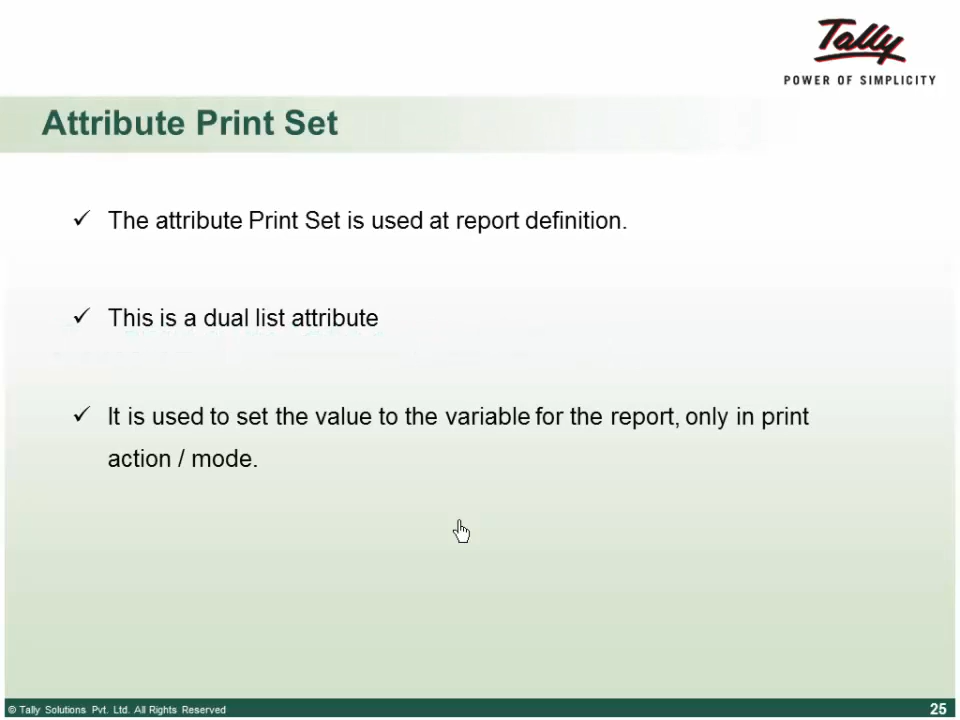 Tally
POWER OF SIMPLICITY
Attribute Print Set
✓ The attribute Print Set is used at report definition.
✓ This is a dual list attribute
✓ It is used to set the value to the variable for the report, only in print
action / mode.
© Tally Solutions Pvt. Ltd. All Rights Reserved
25